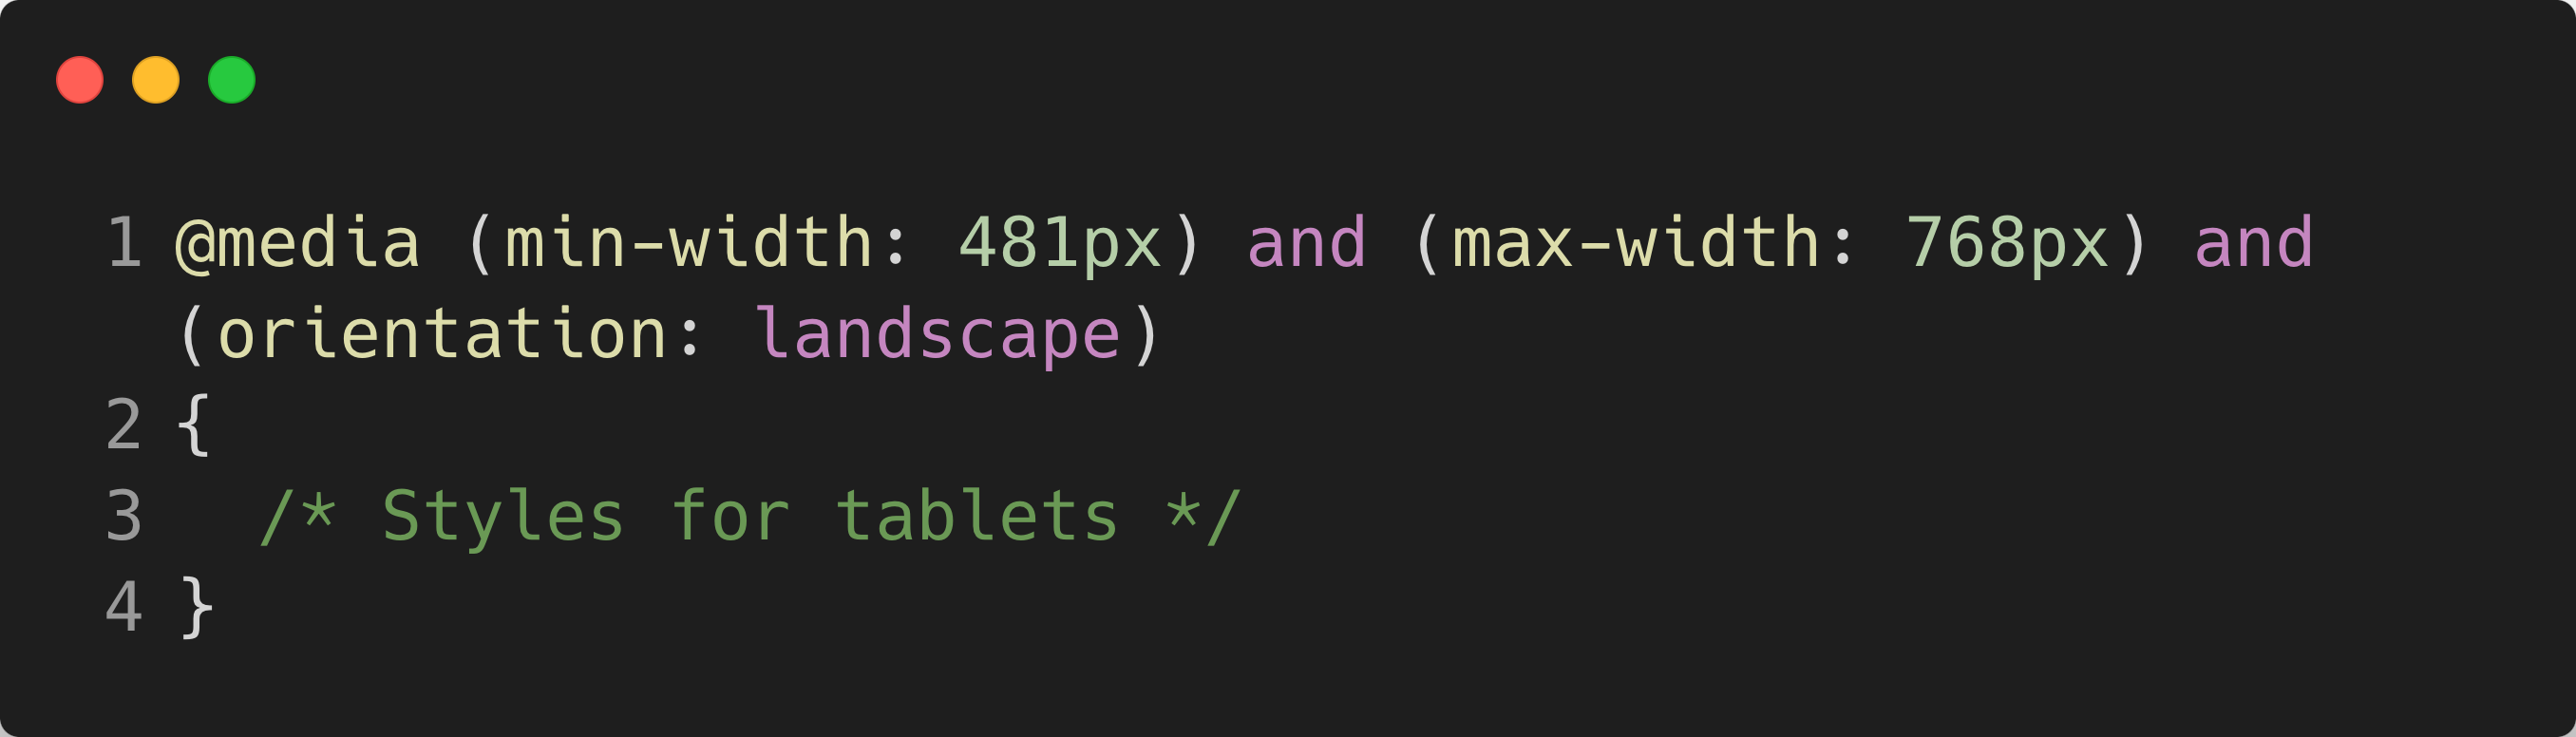 1 @media (min-width: 481px) and (max-width: 768px) and
(orientation: landscape)
2 {
3   /* Styles for tablets */
4 }